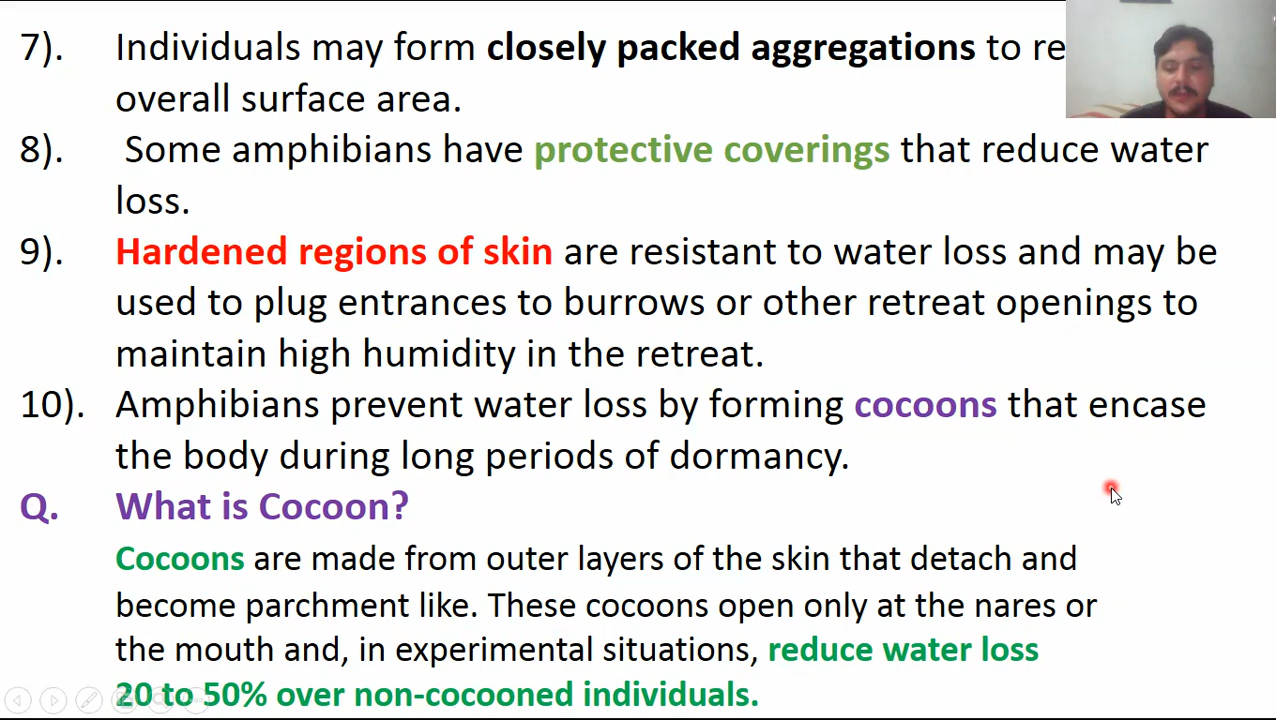 7). Individuals may form closely packed aggregations to re
overall surface area.
8). Some amphibians have protective coverings that reduce water
loss.
9). Hardened regions of skin are resistant to water loss and may be
used to plug entrances to burrows or other retreat openings to
maintain high humidity in the retreat.
10). Amphibians prevent water loss by forming cocoons that encase
the body during long periods of dormancy.
Q. What is Cocoon?
Cocoons are made from outer layers of the skin that detach and
become parchment like. These cocoons open only at the nares or
the mouth and, in experimental situations, reduce water loss
20 to 50% over non-cocooned individuals.